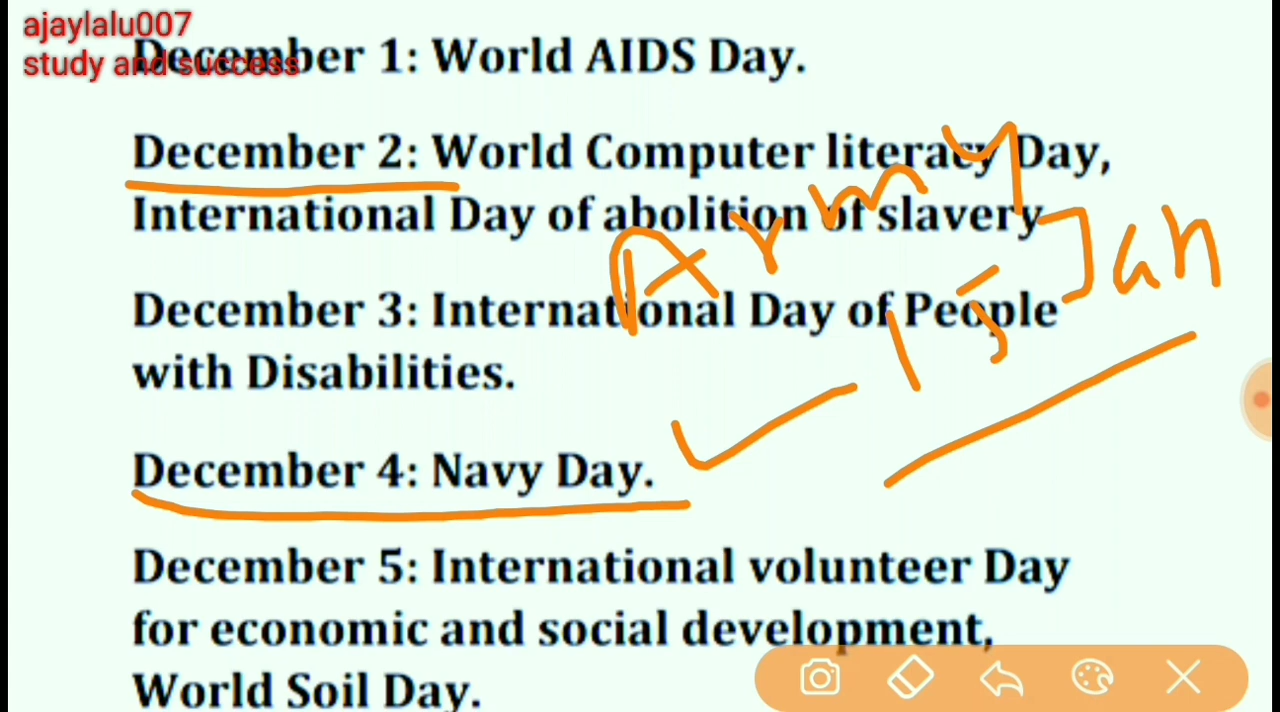 ajaylalu007
study and success
December 1: World AIDS Day.
December 2: World Computer literacy Day,
International Day of abolition of slavery
December 3: International Day of People
with Disabilities.
December 4: Navy Day.
December 5: International volunteer Day
for economic and social development,
World Soil Day.
Army
15 Jan